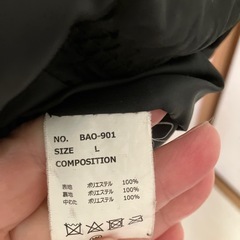 NO. BAO-901
SIZE L
COMPOSITION
表地 ポリエステル 100%
裏地 ポリエステル 100%
中わた ポリエステル 100%